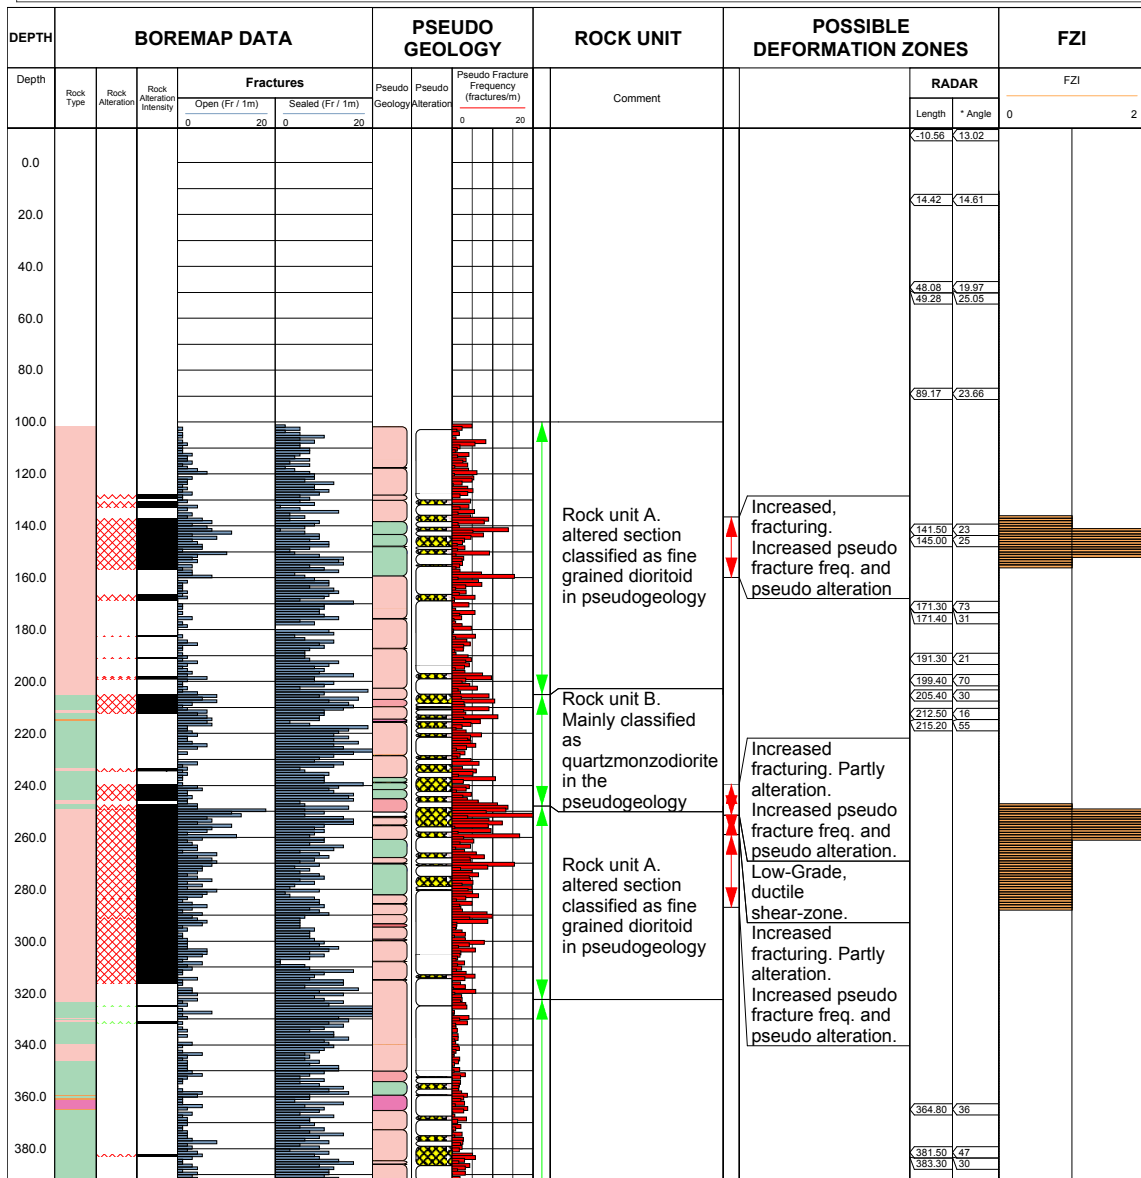 DEPTH
BOREMAP DATA
PSEUDO
GEOLOGY
ROCK UNIT
POSSIBLE
DEFORMATION ZONES
FZI
Depth
Rock
Type
Rock
Alteration
Rock
Alteration
Intensity
Fractures
Open (Fr / 1m)
0 20
Sealed (Fr / 1m)
0 20
Pseudo
Geology
Pseudo
Alteration
Pseudo Fracture
Frequency
(fractures/m)
0 20
Comment
RADAR
Length
* Angle
FZI
0 2
0.0
20.0
40.0
60.0
80.0
100.0
120.0
140.0
160.0
180.0
200.0
220.0
240.0
260.0
280.0
300.0
320.0
340.0
360.0
380.0
Rock unit A.
altered section
classified as fine
grained dioritoid
in pseudogeology
Rock unit B.
Mainly classified
as
quartzmonzodiorite
in the
pseudogeology
Rock unit A.
altered section
classified as fine
grained dioritoid
in pseudogeology
Increased,
fracturing.
Increased pseudo
fracture freq. and
pseudo alteration
Increased
fracturing. Partly
alteration.
Increased pseudo
fracture freq. and
pseudo alteration.
Low-Grade,
ductile
shear-zone.
Increased
fracturing. Partly
alteration.
Increased pseudo
fracture freq. and
pseudo alteration.
-10.56 13.02
14.42 14.61
48.08 19.97
49.28 25.05
89.17 23.66
141.50 23
145.00 25
171.30 73
171.40 31
191.30 21
199.40 70
205.40 30
212.50 16
215.20 55
364.80 36
381.50 47
383.30 30